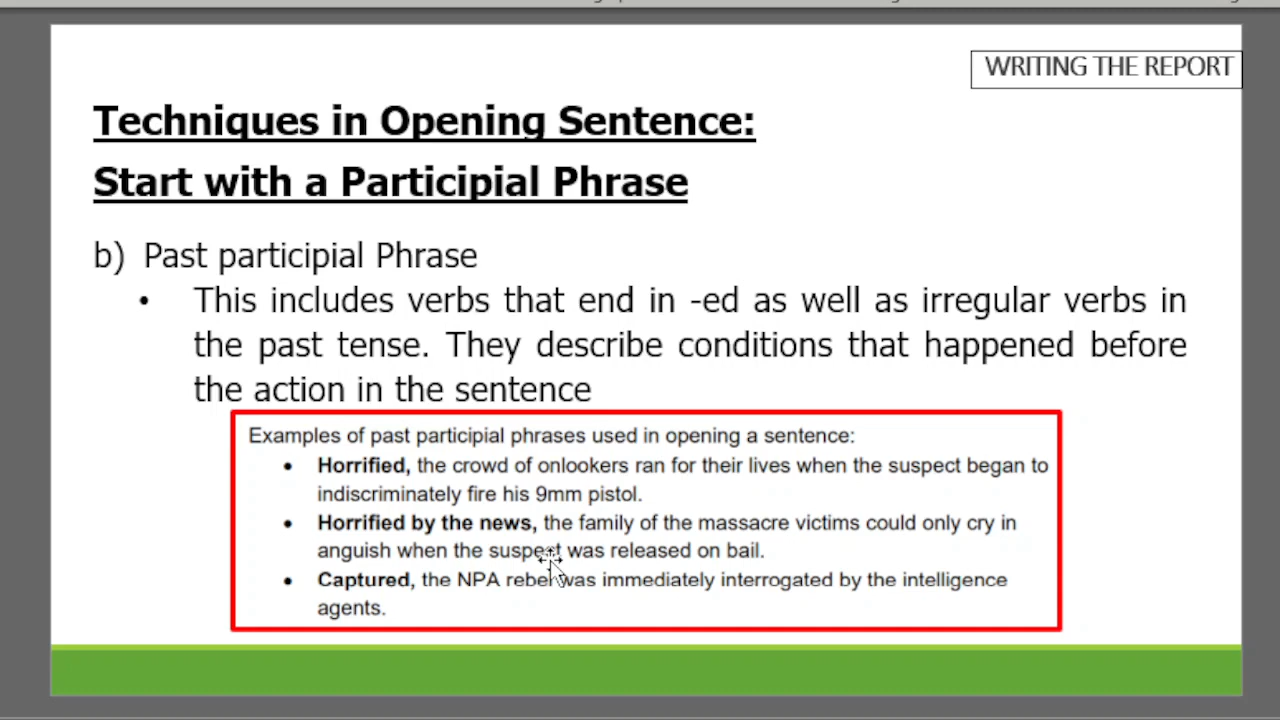 WRITING THE REPORT
Techniques in Opening Sentence:
Start with a Participial Phrase
b) Past participial Phrase
• This includes verbs that end in -ed as well as irregular verbs in
the past tense. They describe conditions that happened before
the action in the sentence
Examples of past participial phrases used in opening a sentence:
• Horrified, the crowd of onlookers ran for their lives when the suspect began to
indiscriminately fire his 9mm pistol.
• Horrified by the news, the family of the massacre victims could only cry in
anguish when the suspect was released on bail.
• Captured, the NPA rebel was immediately interrogated by the intelligence
agents.